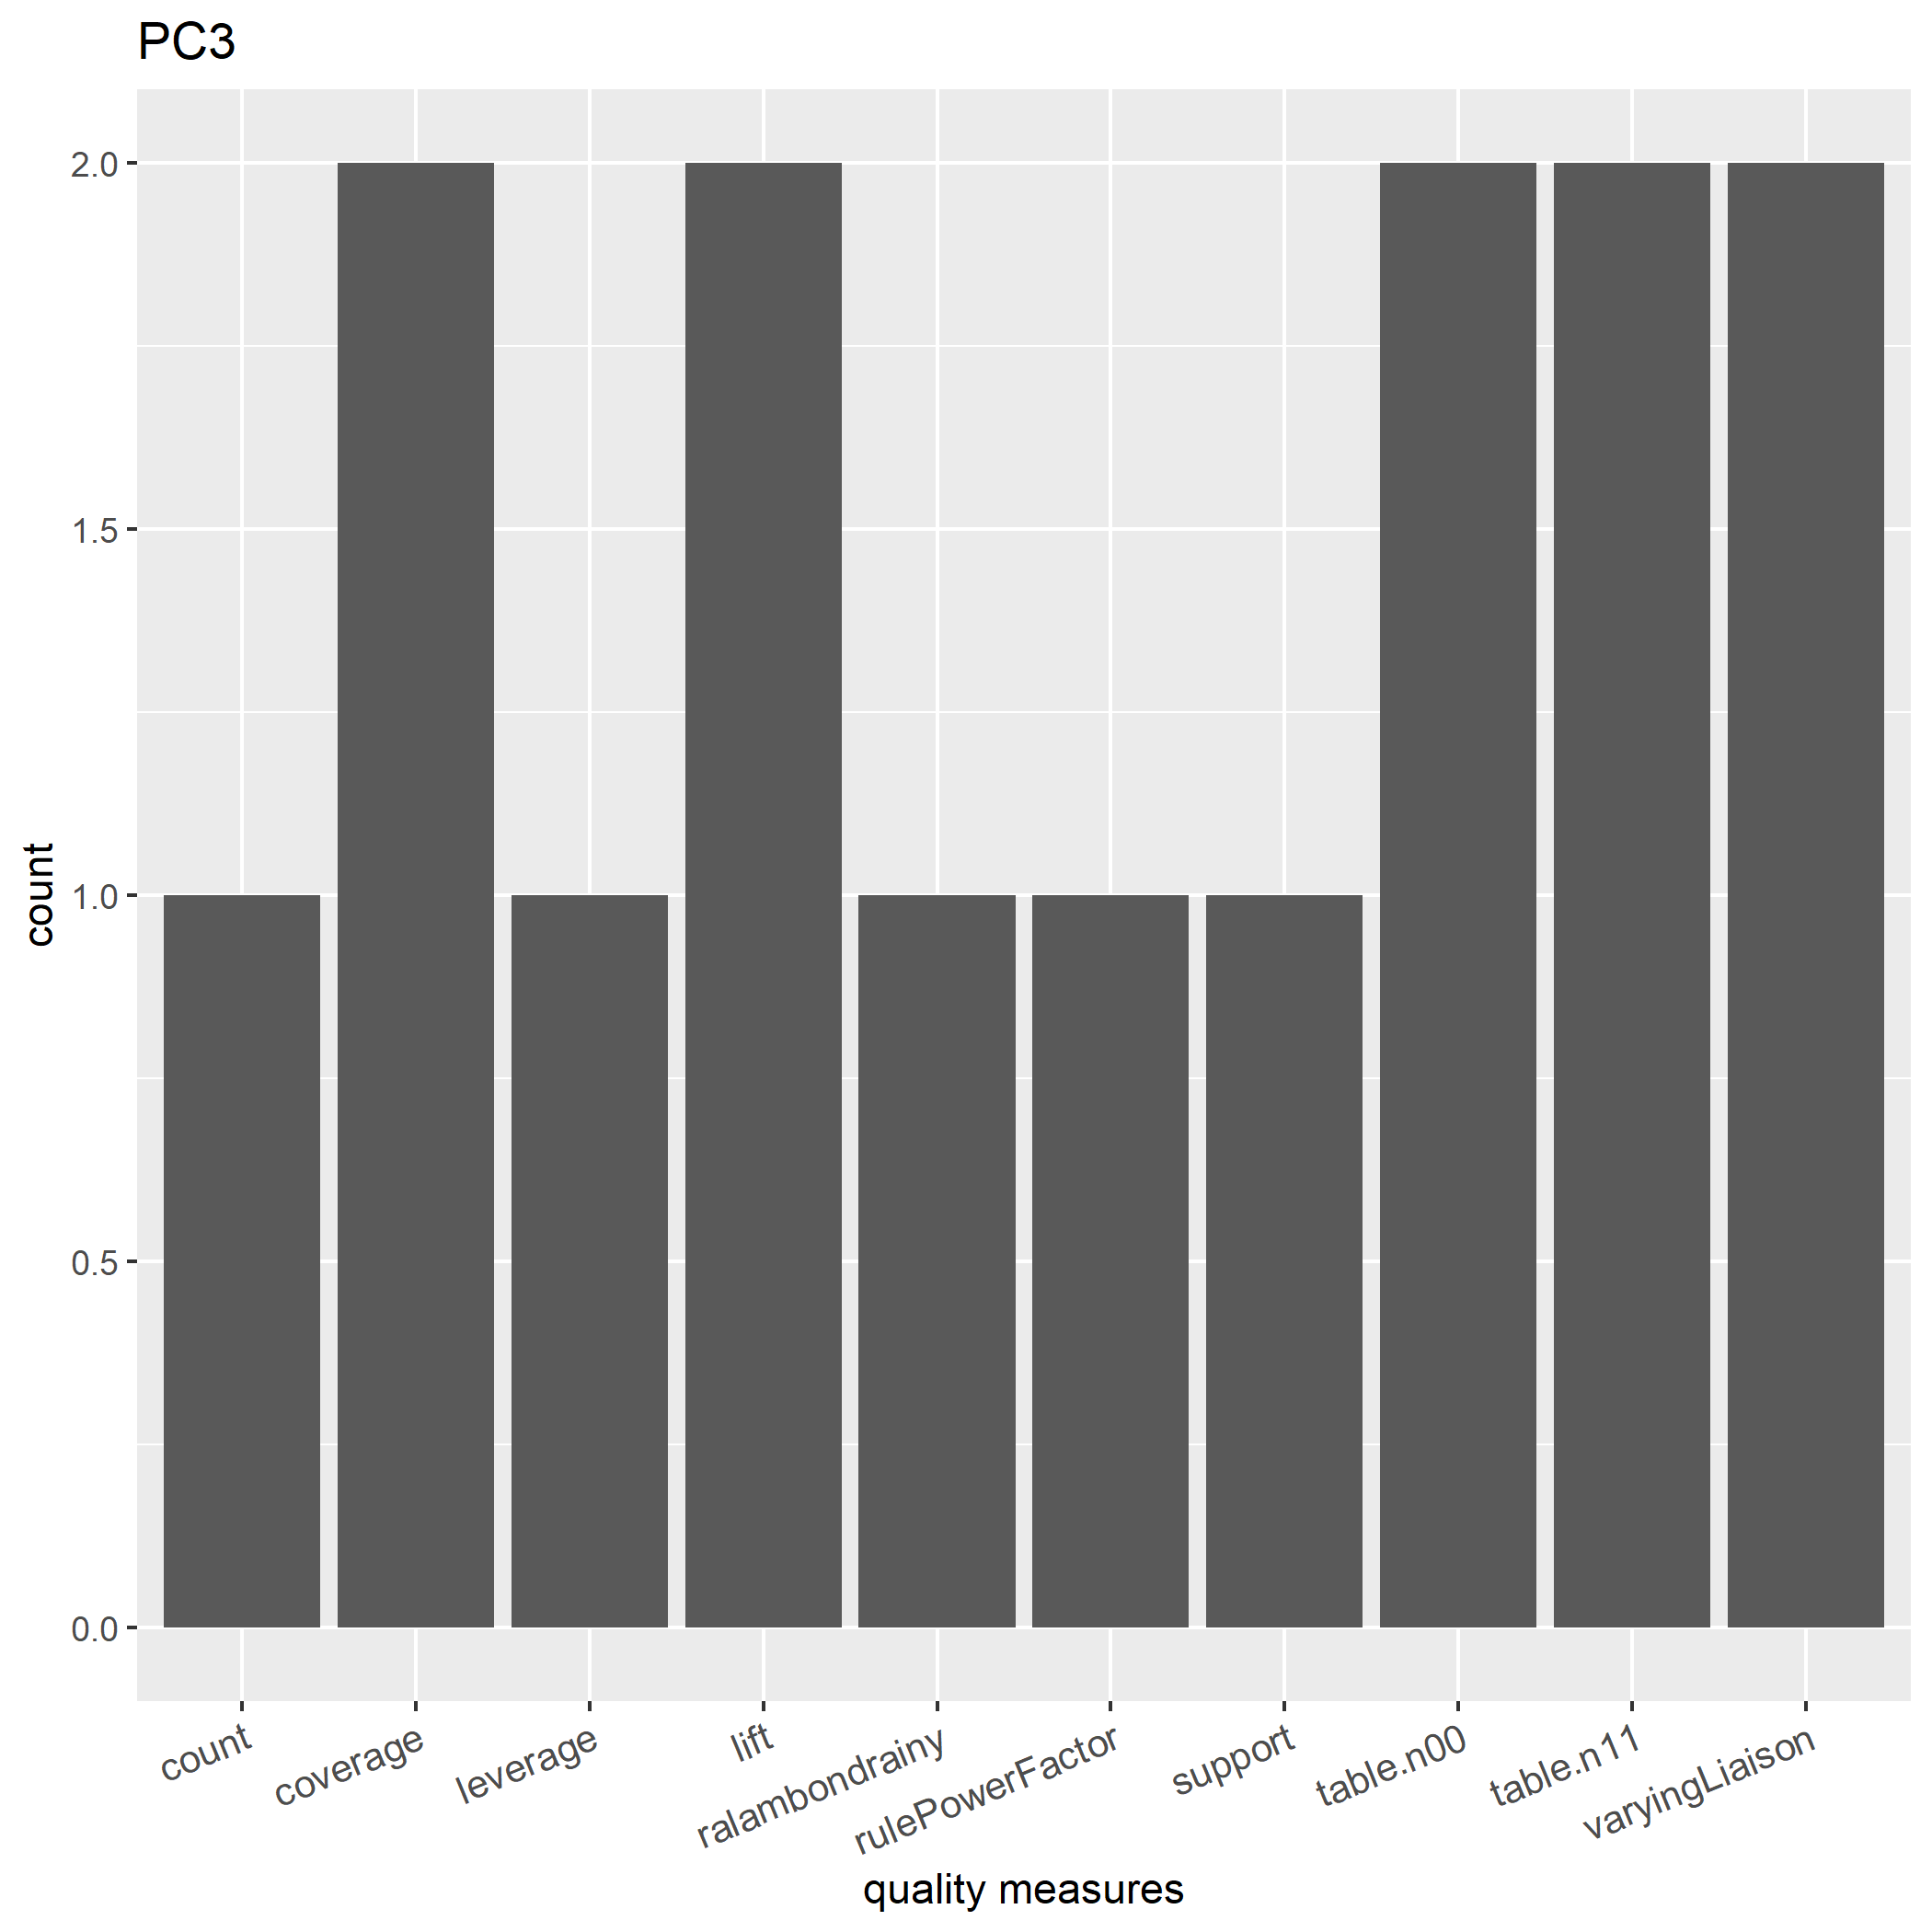 PC3
2.0
1.5
1.0
0.5
0.0
count
count
coverage
leverage
lift
ralambondrainy
rulePowerFactor
support
table.n00
table.n11
varyingLiaison
quality measures